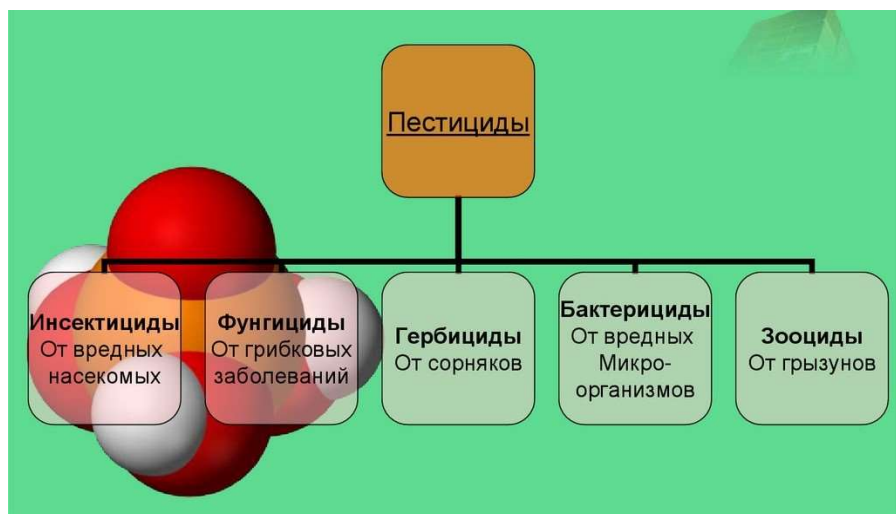 Пестициды
Инсектициды
От вредных
насекомых
Фунгициды
От грибковых
заболеваний
Гербициды
От сорняков
Бактерициды
От вредных
Микро-
организмов
Зооциды
От грызунов